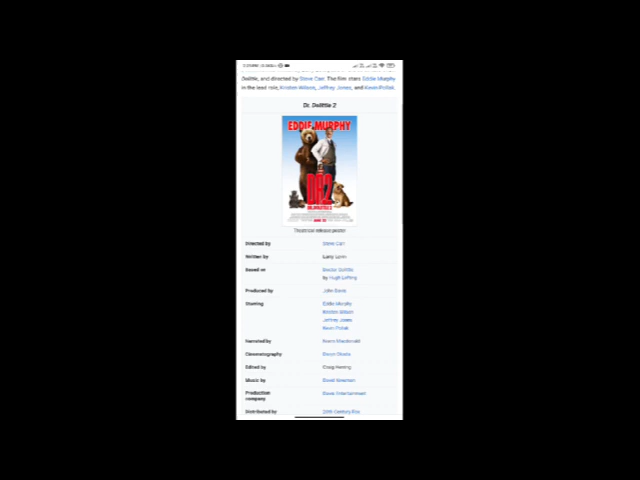 Dolittle, and directed by Steve Carr. The film stars Eddie Murphy
in the lead role, Kristen Wilson, Jeffrey Jones, and Kevin Pollak.
Dr. Dolittle 2
EDDIE MURPHY
DR2
Theatrical release poster
Directed by Steve Carr
Written by Larry Levin
Based on Doctor Dolittle
by Hugh Lofting
Produced by John Davis
Starring Eddie Murphy
Kristen Wilson
Jeffrey Jones
Kevin Pollak
Narrated by Norm Macdonald
Cinematography Daryn Okada
Edited by Craig Herring
Music by David Newman
Production
company Davis Entertainment
Distributed by 20th Century Fox